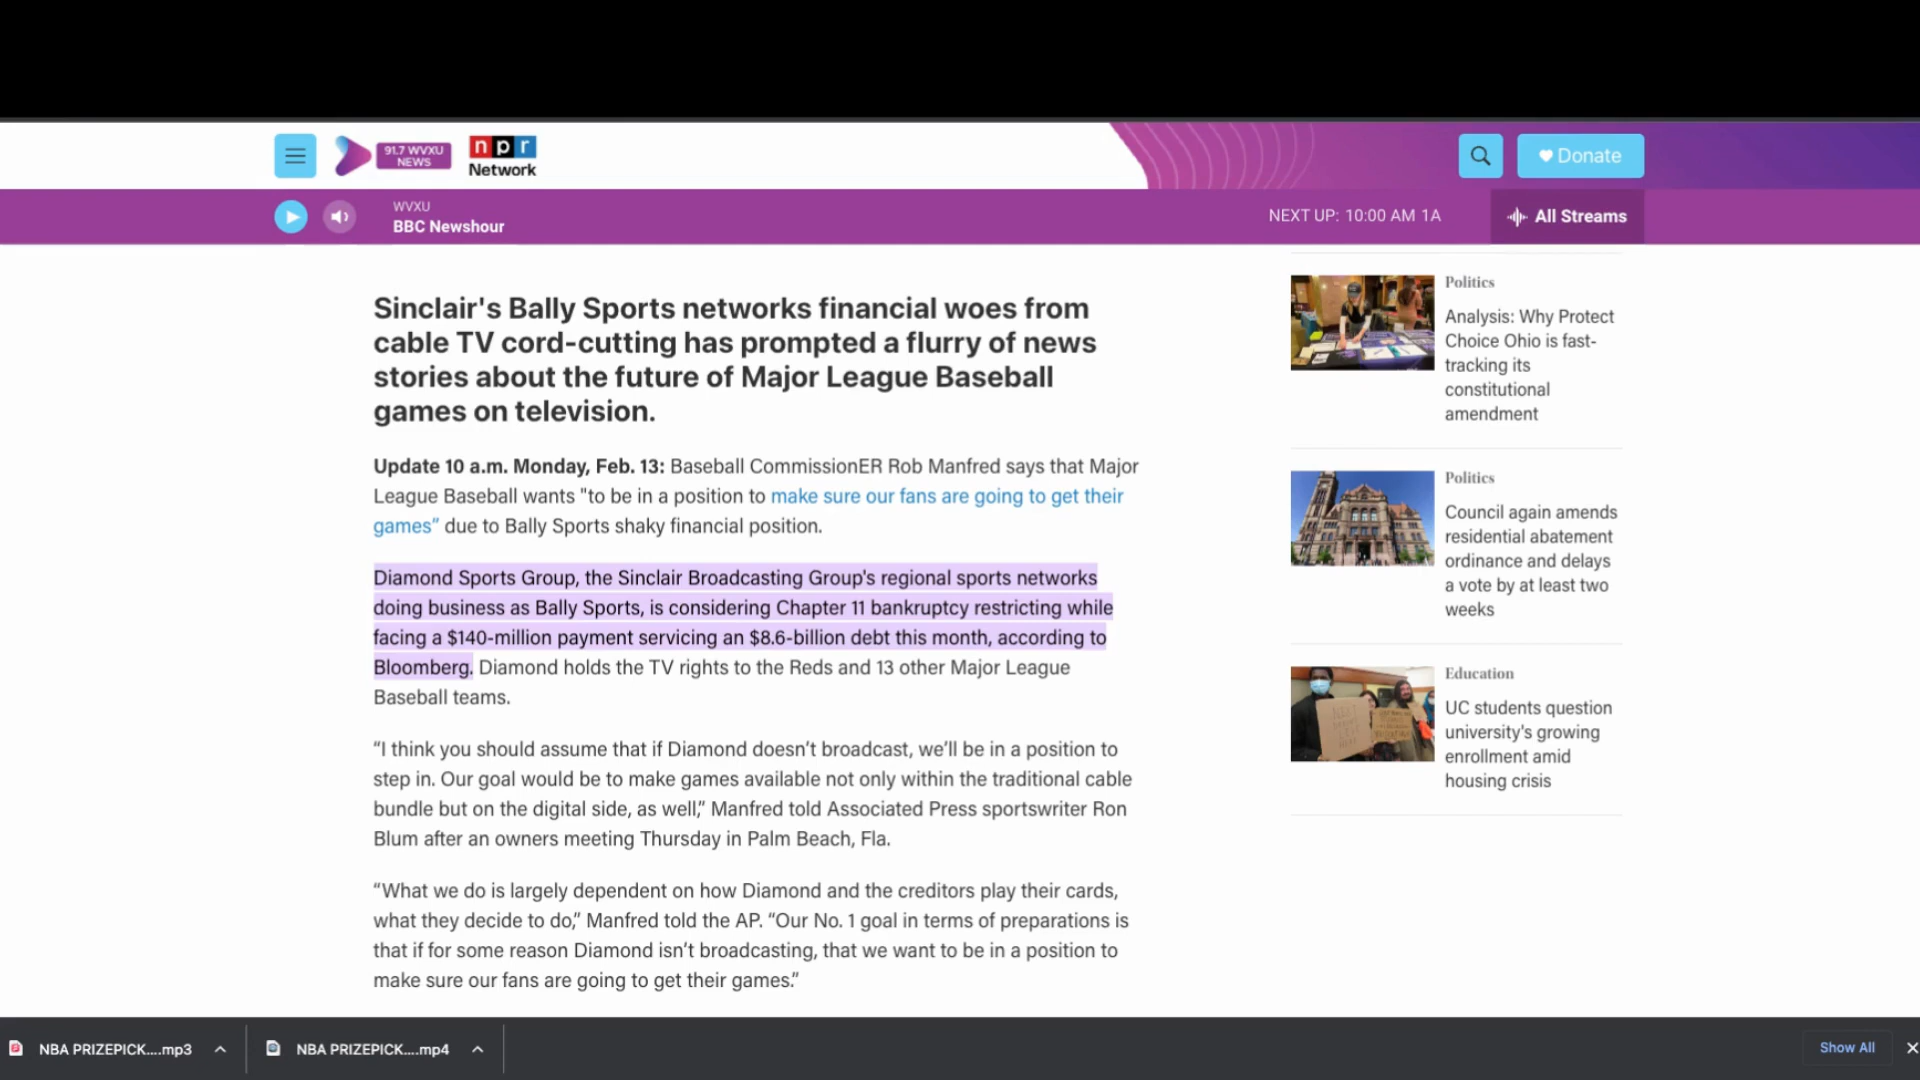 91.7 WVXU
NEWS
npr
Network
Donate
WVXU
BBC Newshour
NEXT UP: 10:00 AM 1A
All Streams
Sinclair's Bally Sports networks financial woes from
cable TV cord-cutting has prompted a flurry of news
stories about the future of Major League Baseball
games on television.
Update 10 a.m. Monday, Feb. 13: Baseball CommissionER Rob Manfred says that Major
League Baseball wants "to be in a position to make sure our fans are going to get their
games” due to Bally Sports shaky financial position.
Diamond Sports Group, the Sinclair Broadcasting Group's regional sports networks
doing business as Bally Sports, is considering Chapter 11 bankruptcy restricting while
facing a $140-million payment servicing an $8.6-billion debt this month, according to
Bloomberg. Diamond holds the TV rights to the Reds and 13 other Major League
Baseball teams.
“I think you should assume that if Diamond doesn’t broadcast, we’ll be in a position to
step in. Our goal would be to make games available not only within the traditional cable
bundle but on the digital side, as well,” Manfred told Associated Press sportswriter Ron
Blum after an owners meeting Thursday in Palm Beach, Fla.
“What we do is largely dependent on how Diamond and the creditors play their cards,
what they decide to do,” Manfred told the AP. “Our No. 1 goal in terms of preparations is
that if for some reason Diamond isn’t broadcasting, that we want to be in a position to
make sure our fans are going to get their games.”
Politics
Analysis: Why Protect
Choice Ohio is fast-
tracking its
constitutional
amendment
Politics
Council again amends
residential abatement
ordinance and delays
a vote by at least two
weeks
Education
UC students question
university's growing
enrollment amid
housing crisis
NBA PRIZEPICK....mp3
NBA PRIZEPICK....mp4
Show All